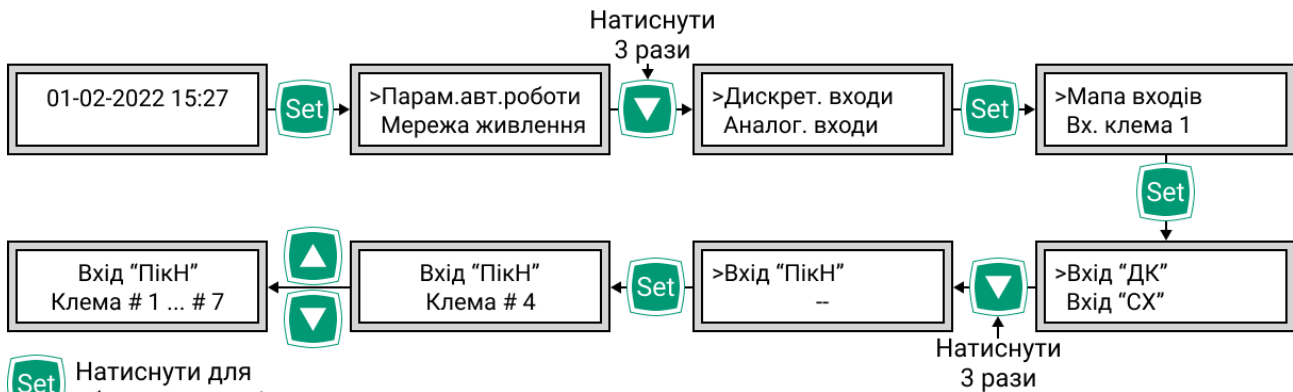 Натиснути
3 рази
01-02-2022 15:27
Set
>Парам.авт.роботи
Мережа живлення
>Дискрет. входи
Аналог. входи
Set
>Мапа входів
Вх. клема 1
Set
>Вхід “ДК”
Вхід “СХ”
Натиснути
3 рази
>Вхід “ПікН”
--
Set
Вхід “ПікН”
Клема # 4
Вхід “ПікН”
Клема # 1 ... # 7
Set
Натиснути для